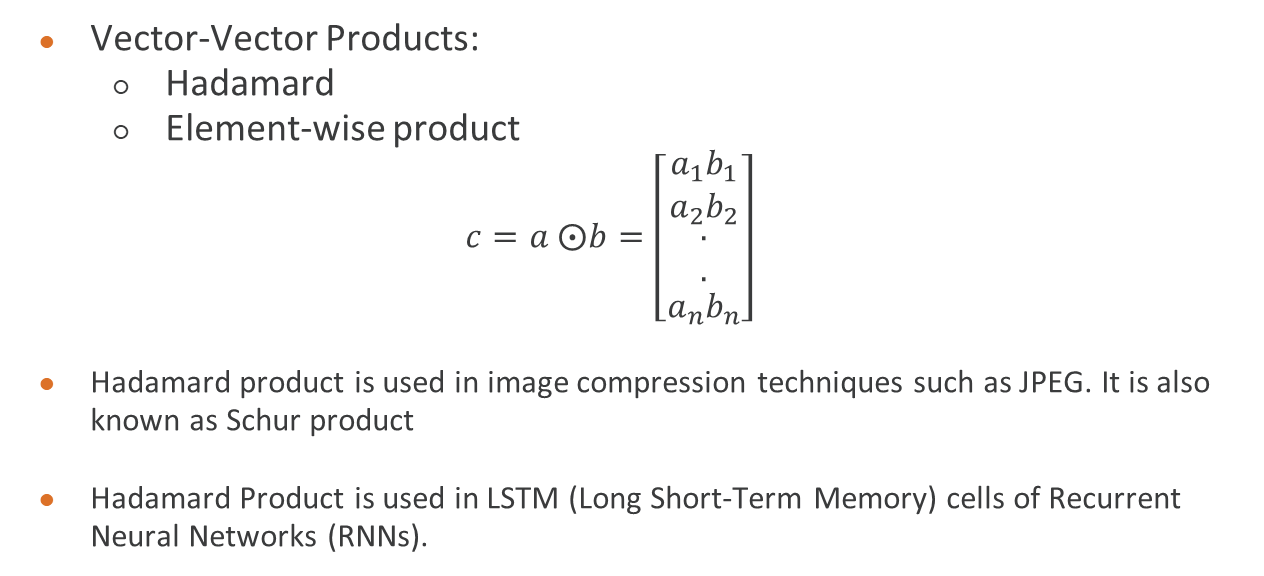 • Vector-Vector Products:
○ Hadamard
○ Element-wise product
c = a ⊙b = [a₁b₁
a₂b₂
.
.
aₙbₙ]
• Hadamard product is used in image compression techniques such as JPEG. It is also
known as Schur product
• Hadamard Product is used in LSTM (Long Short-Term Memory) cells of Recurrent
Neural Networks (RNNs).